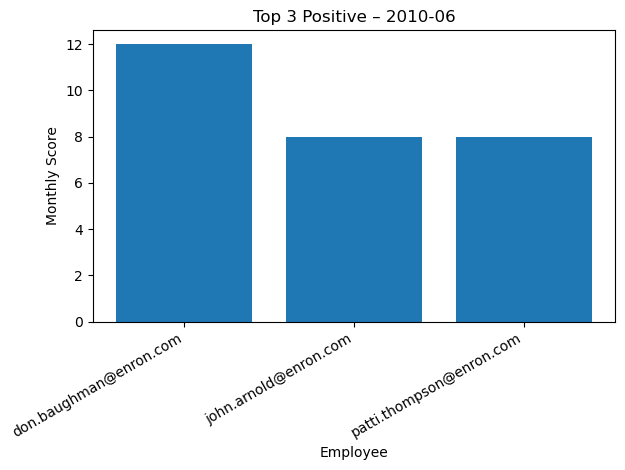 Top 3 Positive – 2010-06
Monthly Score
12
10
8
6
4
2
0
don.baughman@enron.com
john.arnold@enron.com
patti.thompson@enron.com
Employee